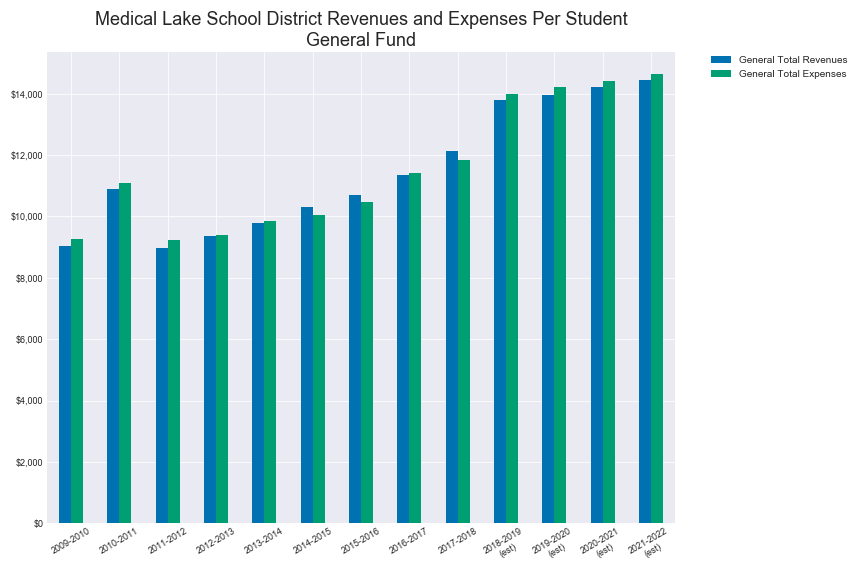 Medical Lake School District Revenues and Expenses Per Student
General Fund
General Total Revenues
General Total Expenses
$14,000
$12,000
$10,000
$8,000
$6,000
$4,000
$2,000
$0
2009-2010
2010-2011
2011-2012
2012-2013
2013-2014
2014-2015
2015-2016
2016-2017
2017-2018
2018-2019
(est)
2019-2020
(est)
2020-2021
(est)
2021-2022
(est)